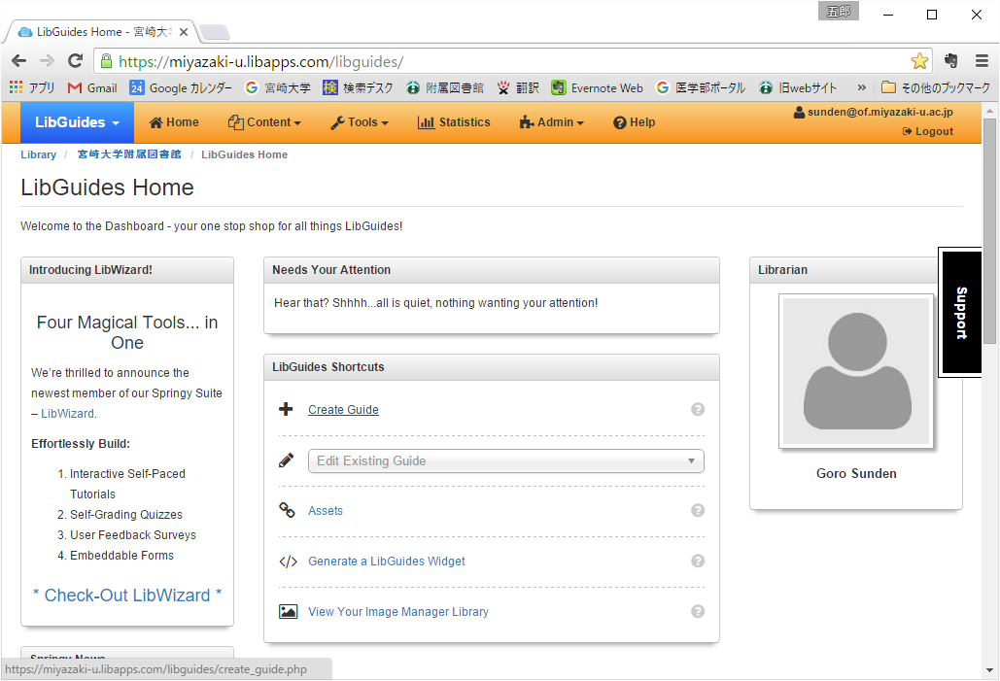 五郎
LibGuides Home - 宮崎大
https://miyazaki-u.libapps.com/libguides/
アプリ Gmail 24 Google カレンダー 宮崎大学 検 検索デスク 附属図書館 翻訳 Evernote Web 医学部ポータル 旧webサイト » その他のブックマーク
LibGuides Home Content Tools Statistics Admin Help
sunden@of.miyazaki-u.ac.jp
Logout
Library / 宮崎大学附属図書館 / LibGuides Home
LibGuides Home
Welcome to the Dashboard - your one stop shop for all things LibGuides!
Introducing LibWizard!
Four Magical Tools... in
One
We're thrilled to announce the
newest member of our Springy Suite
– LibWizard.
Effortlessly Build:
1. Interactive Self-Paced
Tutorials
2. Self-Grading Quizzes
3. User Feedback Surveys
4. Embeddable Forms
* Check-Out LibWizard *
Springy News
Needs Your Attention
Hear that? Shhhh...all is quiet, nothing wanting your attention!
LibGuides Shortcuts
Create Guide
Edit Existing Guide
Assets
Generate a LibGuides Widget
View Your Image Manager Library
Librarian
Goro Sunden
Support
https://miyazaki-u.libapps.com/libguides/create_guide.php